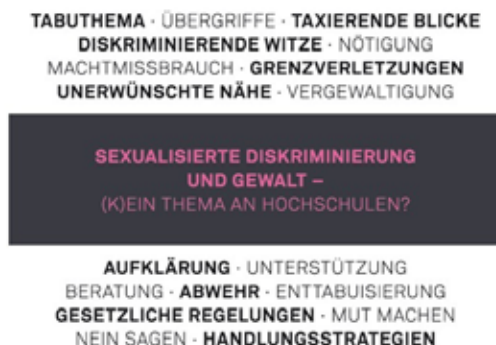 TABUTHEMA · ÜBERGRIFFE · TAXIERENDE BLICKE
DISKRIMINIERENDE WITZE · NÖTIGUNG
MACHTMISSBRAUCH · GRENZVERLETZUNGEN
UNERWÜNSCHTE NÄHE · VERGEWALTIGUNG
SEXUALISIERTE DISKRIMINIERUNG
UND GEWALT –
(K)EIN THEMA AN HOCHSCHULEN?
AUFKLÄRUNG · UNTERSTÜTZUNG
BERATUNG · ABWEHR · ENTTABUISIERUNG
GESETZLICHE REGELUNGEN · MUT MACHEN
NEIN SAGEN · HANDLUNGSSTRATEGIEN